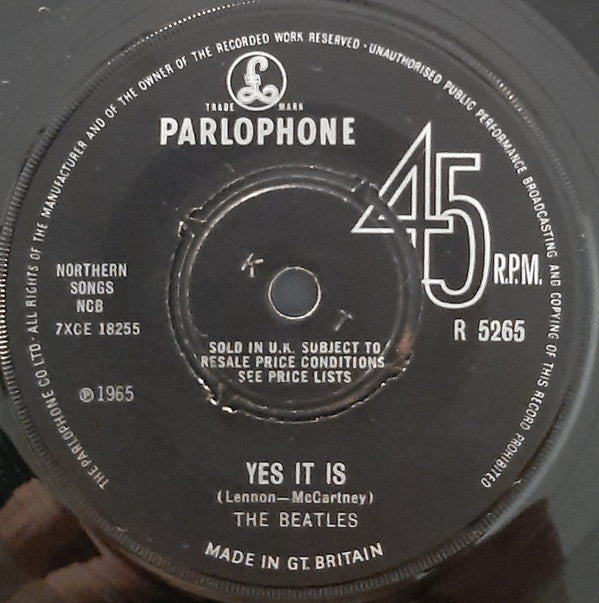 THE PARLOPHONE CO LTD · ALL RIGHTS OF THE MANUFACTURER AND OF THE OWNER OF THE RECORDED WORK RESERVED · UNAUTHORISED PUBLIC PERFORMANCE BROADCASTING AND COPYING OF THIS RECORD PROHIBITED
£
TRADE MARK
PARLOPHONE
45
R.P.M.
R 5265
NORTHERN
SONGS
NCB
7XCE 18255
℗ 1965
K
T
SOLD IN U.K. SUBJECT TO
RESALE PRICE CONDITIONS
SEE PRICE LISTS
YES IT IS
(Lennon—McCartney)
THE BEATLES
MADE IN GT. BRITAIN